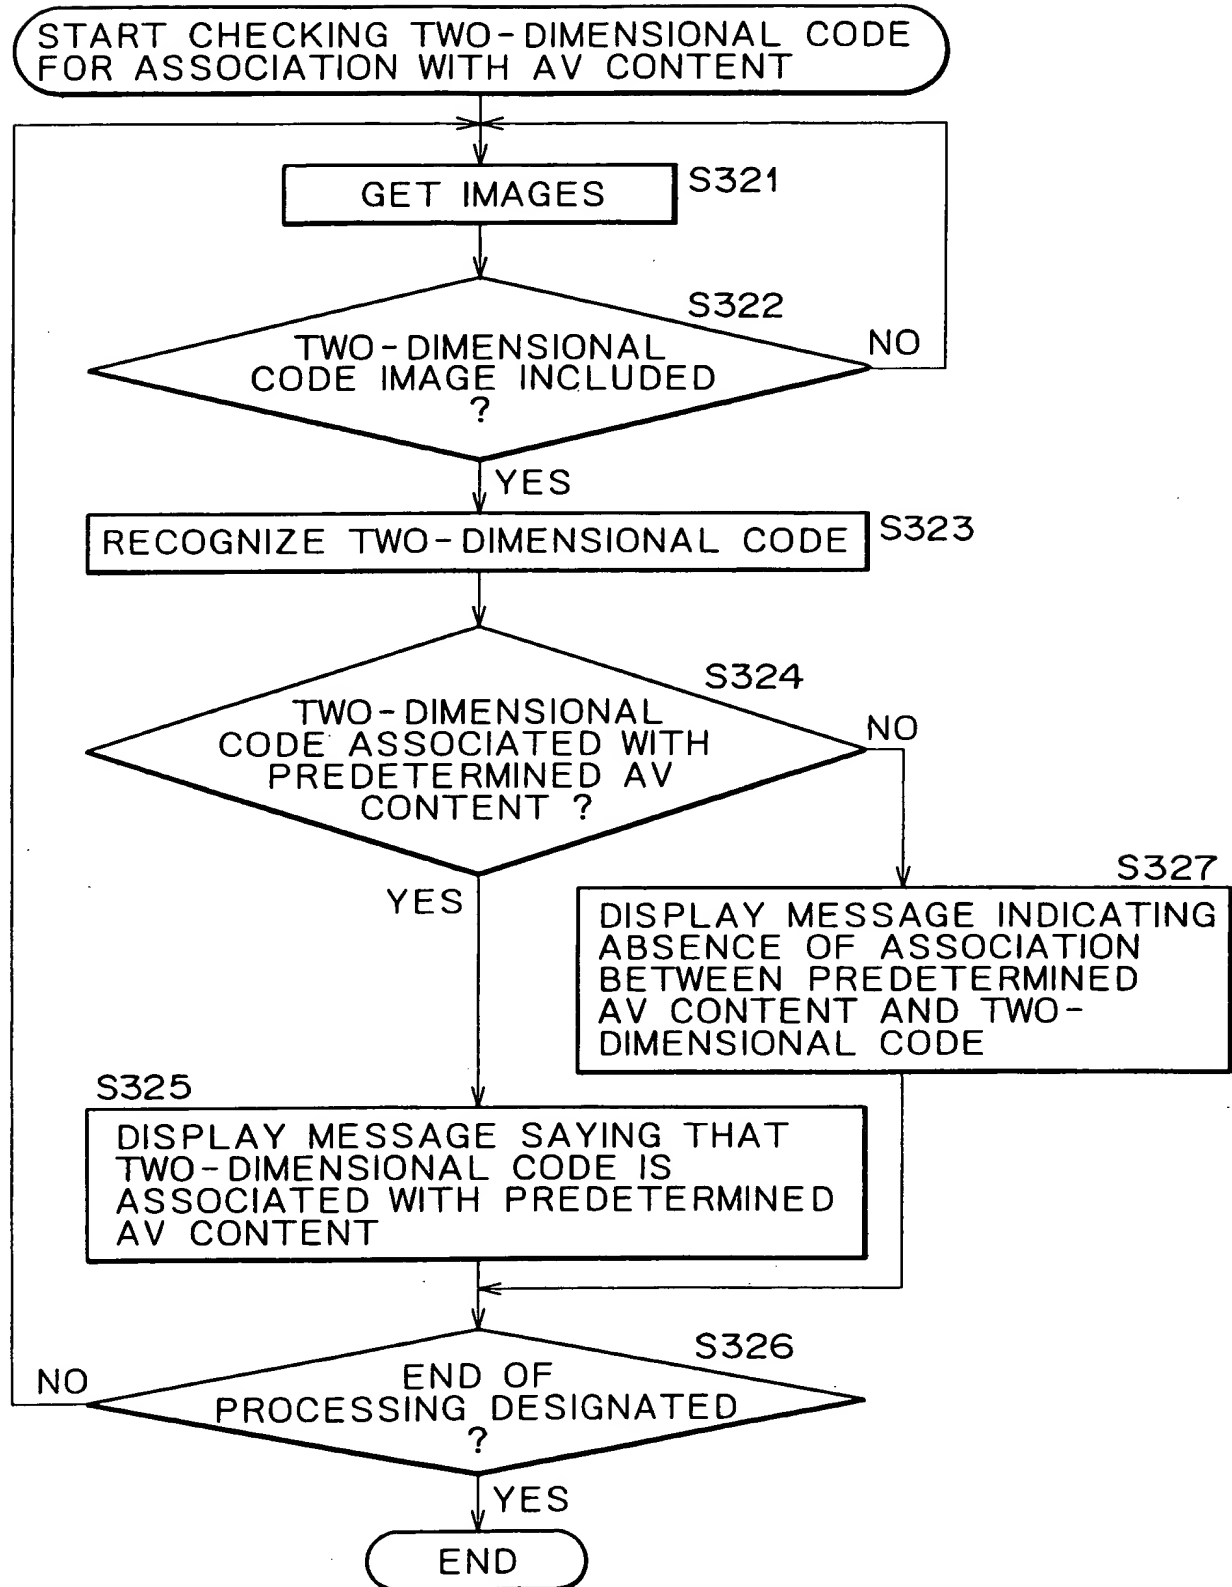 START CHECKING TWO-DIMENSIONAL CODE
FOR ASSOCIATION WITH AV CONTENT
GET IMAGES
S321
S322
TWO-DIMENSIONAL
CODE IMAGE INCLUDED
?
NO
YES
RECOGNIZE TWO-DIMENSIONAL CODE
S323
S324
TWO-DIMENSIONAL
CODE ASSOCIATED WITH
PREDETERMINED AV
CONTENT ?
NO
YES
S327
DISPLAY MESSAGE INDICATING
ABSENCE OF ASSOCIATION
BETWEEN PREDETERMINED
AV CONTENT AND TWO-
DIMENSIONAL CODE
S325
DISPLAY MESSAGE SAYING THAT
TWO-DIMENSIONAL CODE IS
ASSOCIATED WITH PREDETERMINED
AV CONTENT
S326
NO
END OF
PROCESSING DESIGNATED
?
YES
END